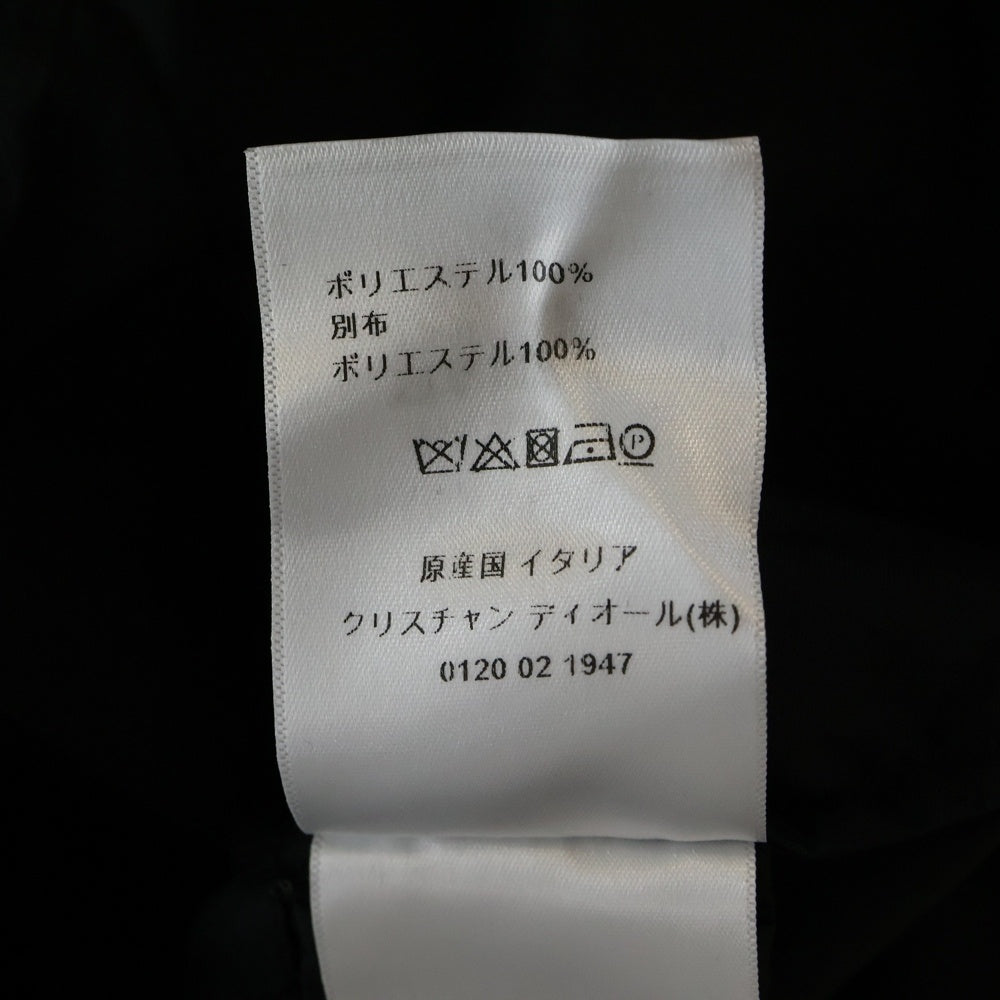 ポリエステル100%
別布
ポリエステル100%
P
原産国 イタリア
クリスチャン ディオール(株)
0120 02 1947